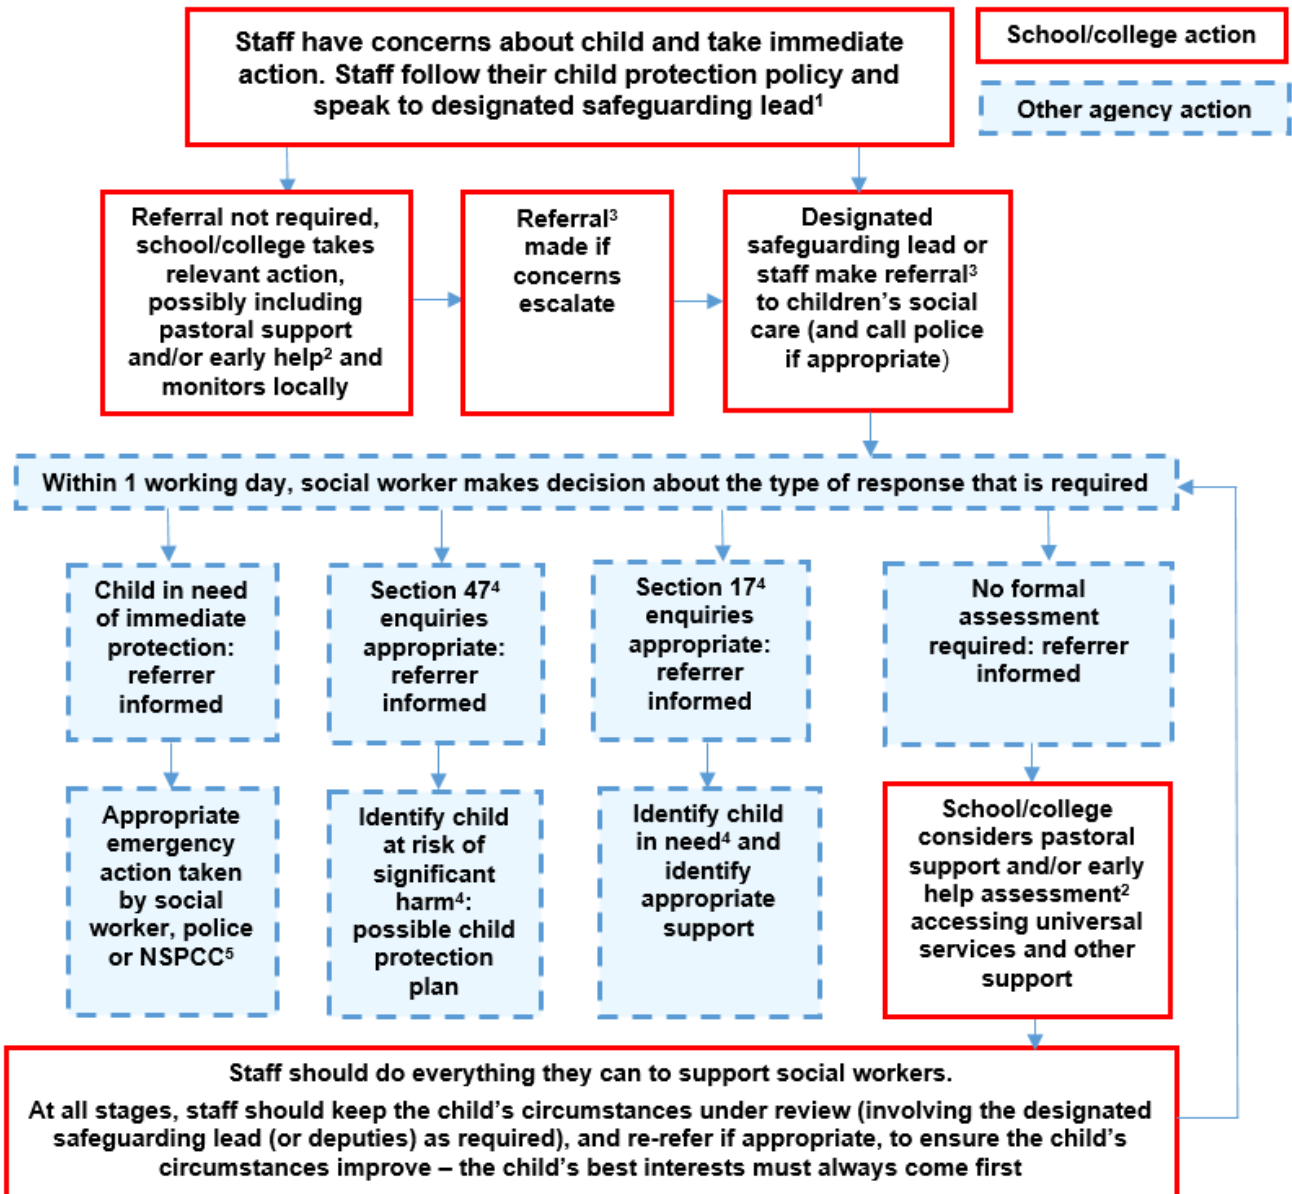 Staff have concerns about child and take immediate
action. Staff follow their child protection policy and
speak to designated safeguarding lead¹
School/college action
Other agency action
Referral not required,
school/college takes
relevant action,
possibly including
pastoral support
and/or early help² and
monitors locally
Referral³
made if
concerns
escalate
Designated
safeguarding lead or
staff make referral³
to children’s social
care (and call police
if appropriate)
Within 1 working day, social worker makes decision about the type of response that is required
Child in need
of immediate
protection:
referrer
informed
Section 47⁴
enquiries
appropriate:
referrer
informed
Section 17⁴
enquiries
appropriate:
referrer
informed
No formal
assessment
required: referrer
informed
Appropriate
emergency
action taken
by social
worker, police
or NSPCC⁵
Identify child
at risk of
significant
harm⁴:
possible child
protection
plan
Identify child
in need⁴ and
identify
appropriate
support
School/college
considers pastoral
support and/or early
help assessment²
accessing universal
services and other
support
Staff should do everything they can to support social workers.
At all stages, staff should keep the child’s circumstances under review (involving the designated
safeguarding lead (or deputies) as required), and re-refer if appropriate, to ensure the child’s
circumstances improve – the child’s best interests must always come first